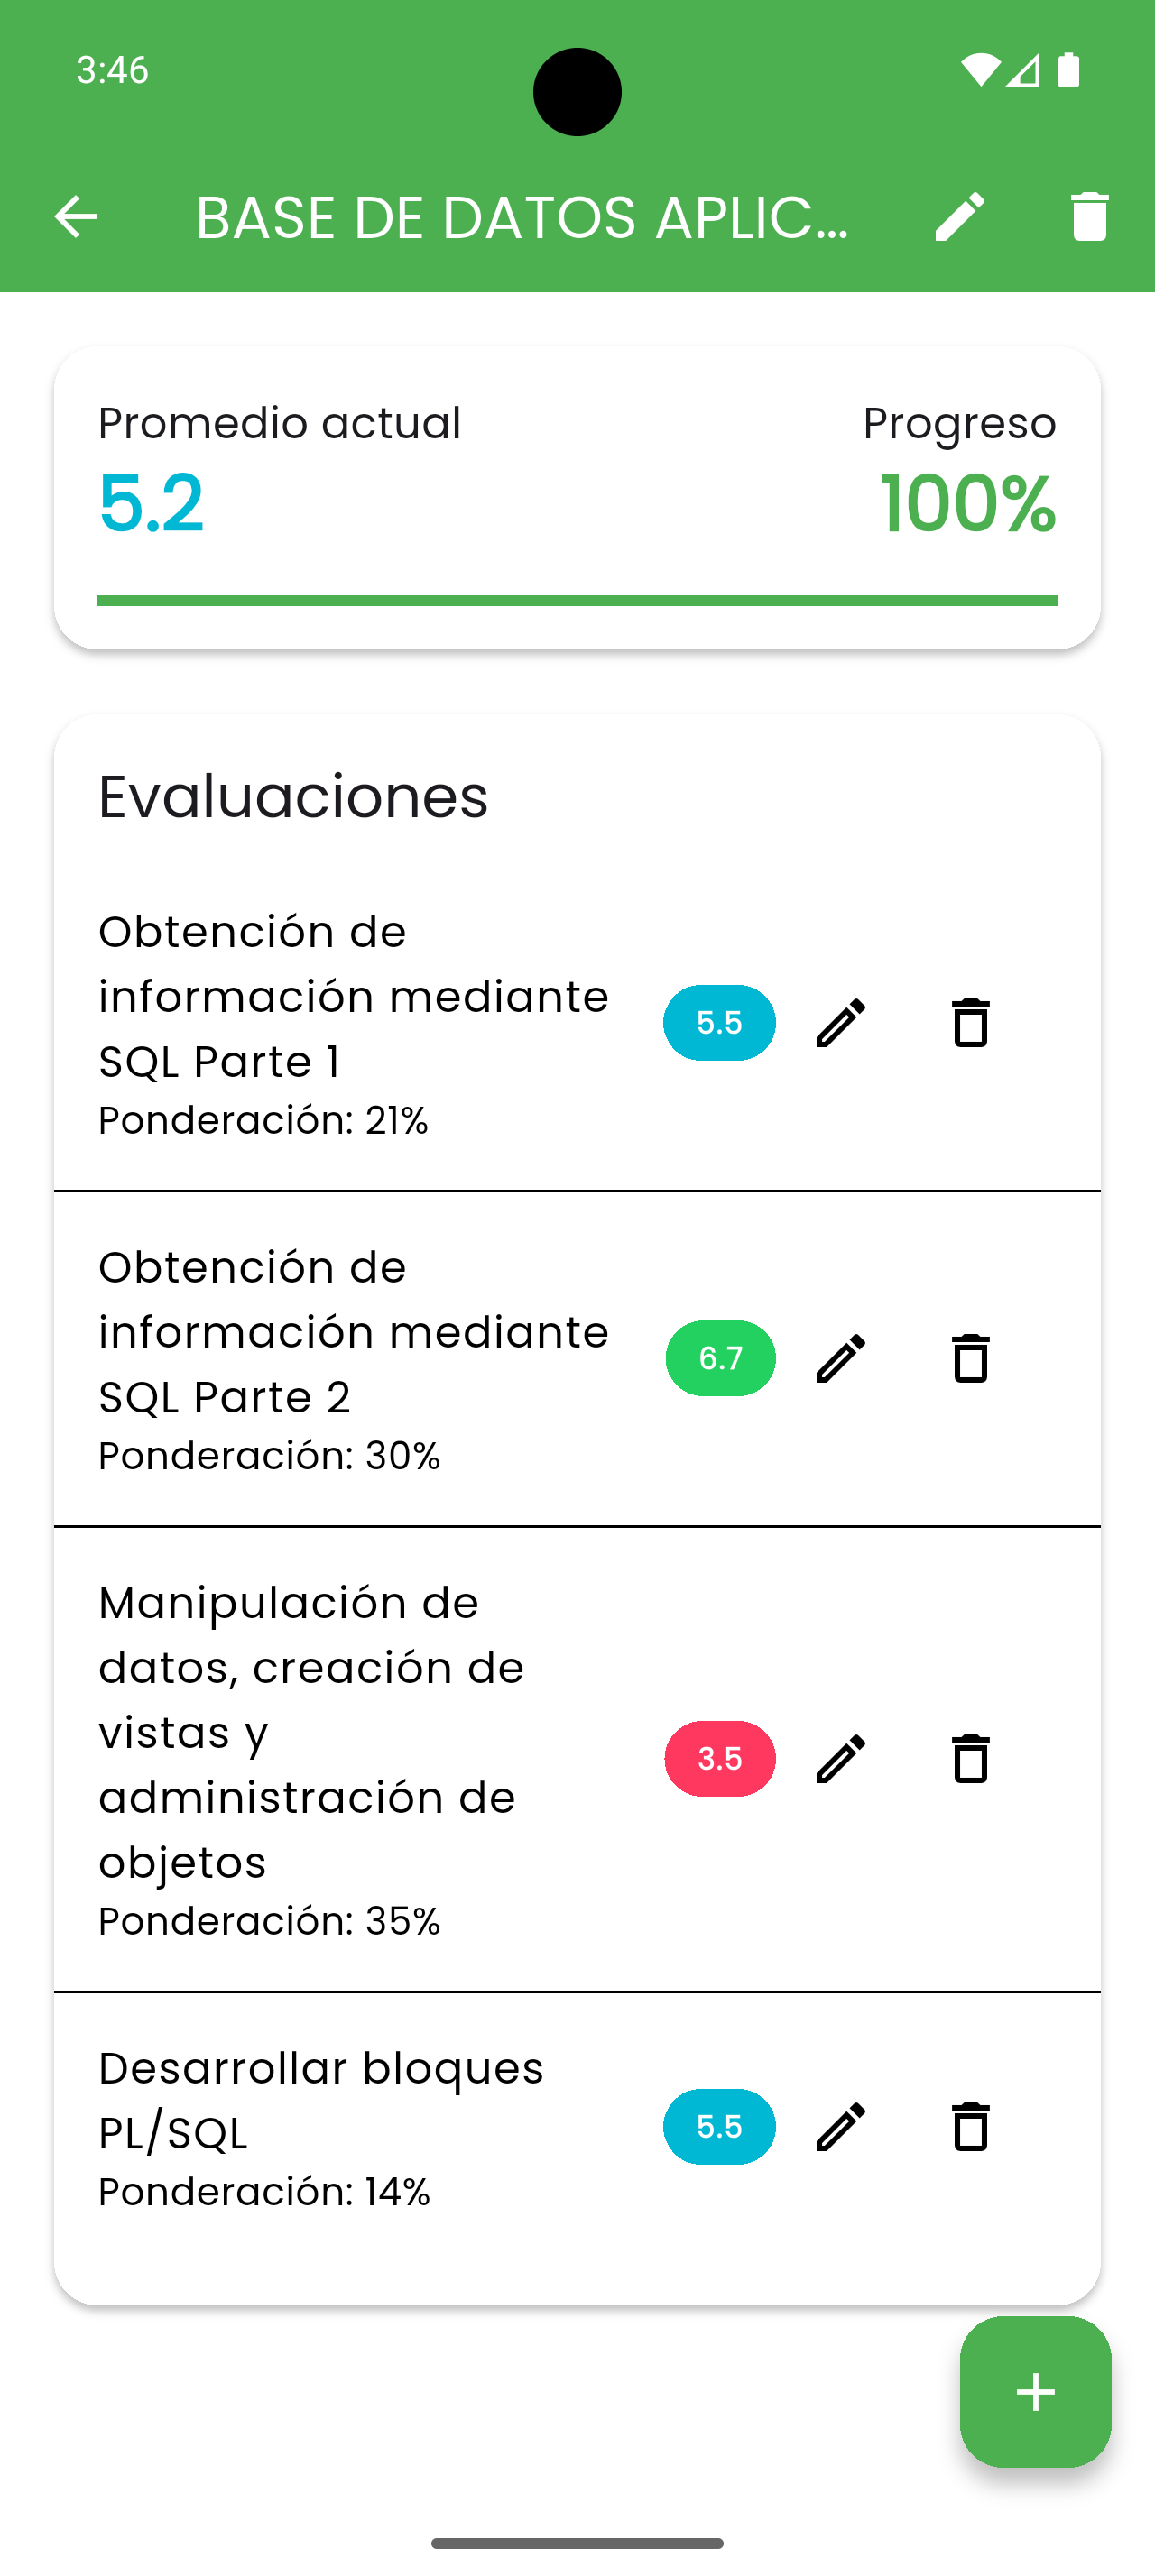 3:46
BASE DE DATOS APLIC...
Promedio actual
Progreso
5.2
100%
Evaluaciones
Obtención de
información mediante
SQL Parte 1
Ponderación: 21%
5.5
Obtención de
información mediante
SQL Parte 2
Ponderación: 30%
6.7
Manipulación de
datos, creación de
vistas y
administración de
objetos
Ponderación: 35%
3.5
Desarrollar bloques
PL/SQL
Ponderación: 14%
5.5